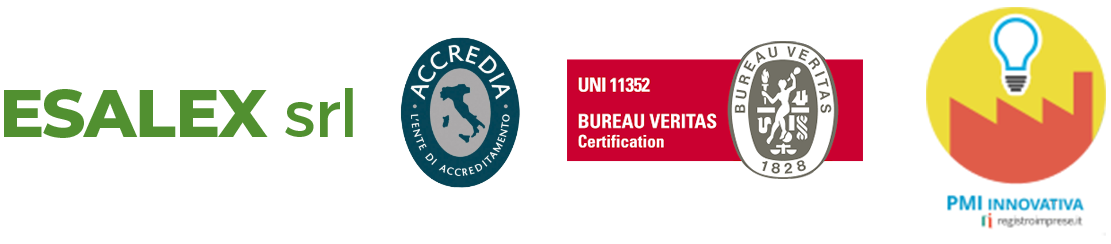 ESALEX srl
ACCREDIA
L'ENTE DI ACCREDITAMENTO
UNI 11352
BUREAU VERITAS
Certification
BUREAU VERITAS
1828
PMI INNOVATIVA
registroimprese.it